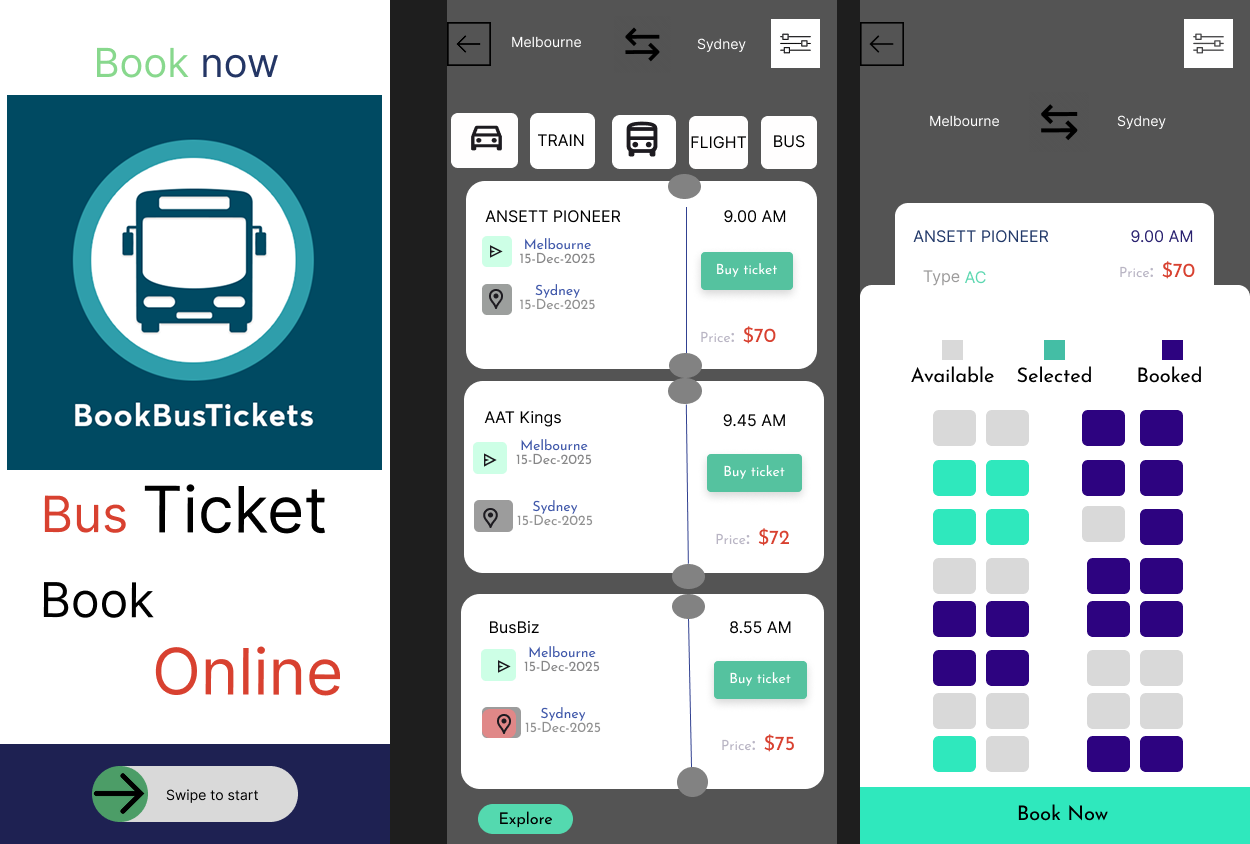 Book now
BookBusTickets
Bus Ticket
Book
Online
Swipe to start
Melbourne
Sydney
TRAIN
FLIGHT
BUS
ANSETT PIONEER
9.00 AM
Melbourne
15-Dec-2025
Buy ticket
Sydney
15-Dec-2025
Price: $70
AAT Kings
9.45 AM
Melbourne
15-Dec-2025
Buy ticket
Sydney
15-Dec-2025
Price: $72
BusBiz
8.55 AM
Melbourne
15-Dec-2025
Buy ticket
Sydney
15-Dec-2025
Price: $75
Explore
Melbourne
Sydney
ANSETT PIONEER
9.00 AM
Type AC
Price: $70
Available
Selected
Booked
Book Now